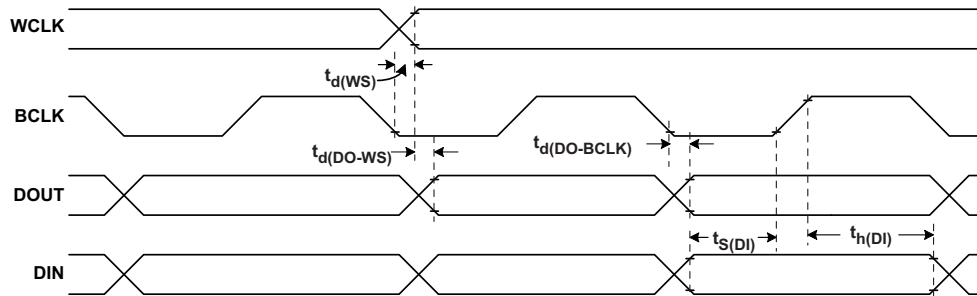 WCLK
td(WS)
BCLK
td(DO-WS)
td(DO-BCLK)
DOUT
tS(DI)
th(DI)
DIN